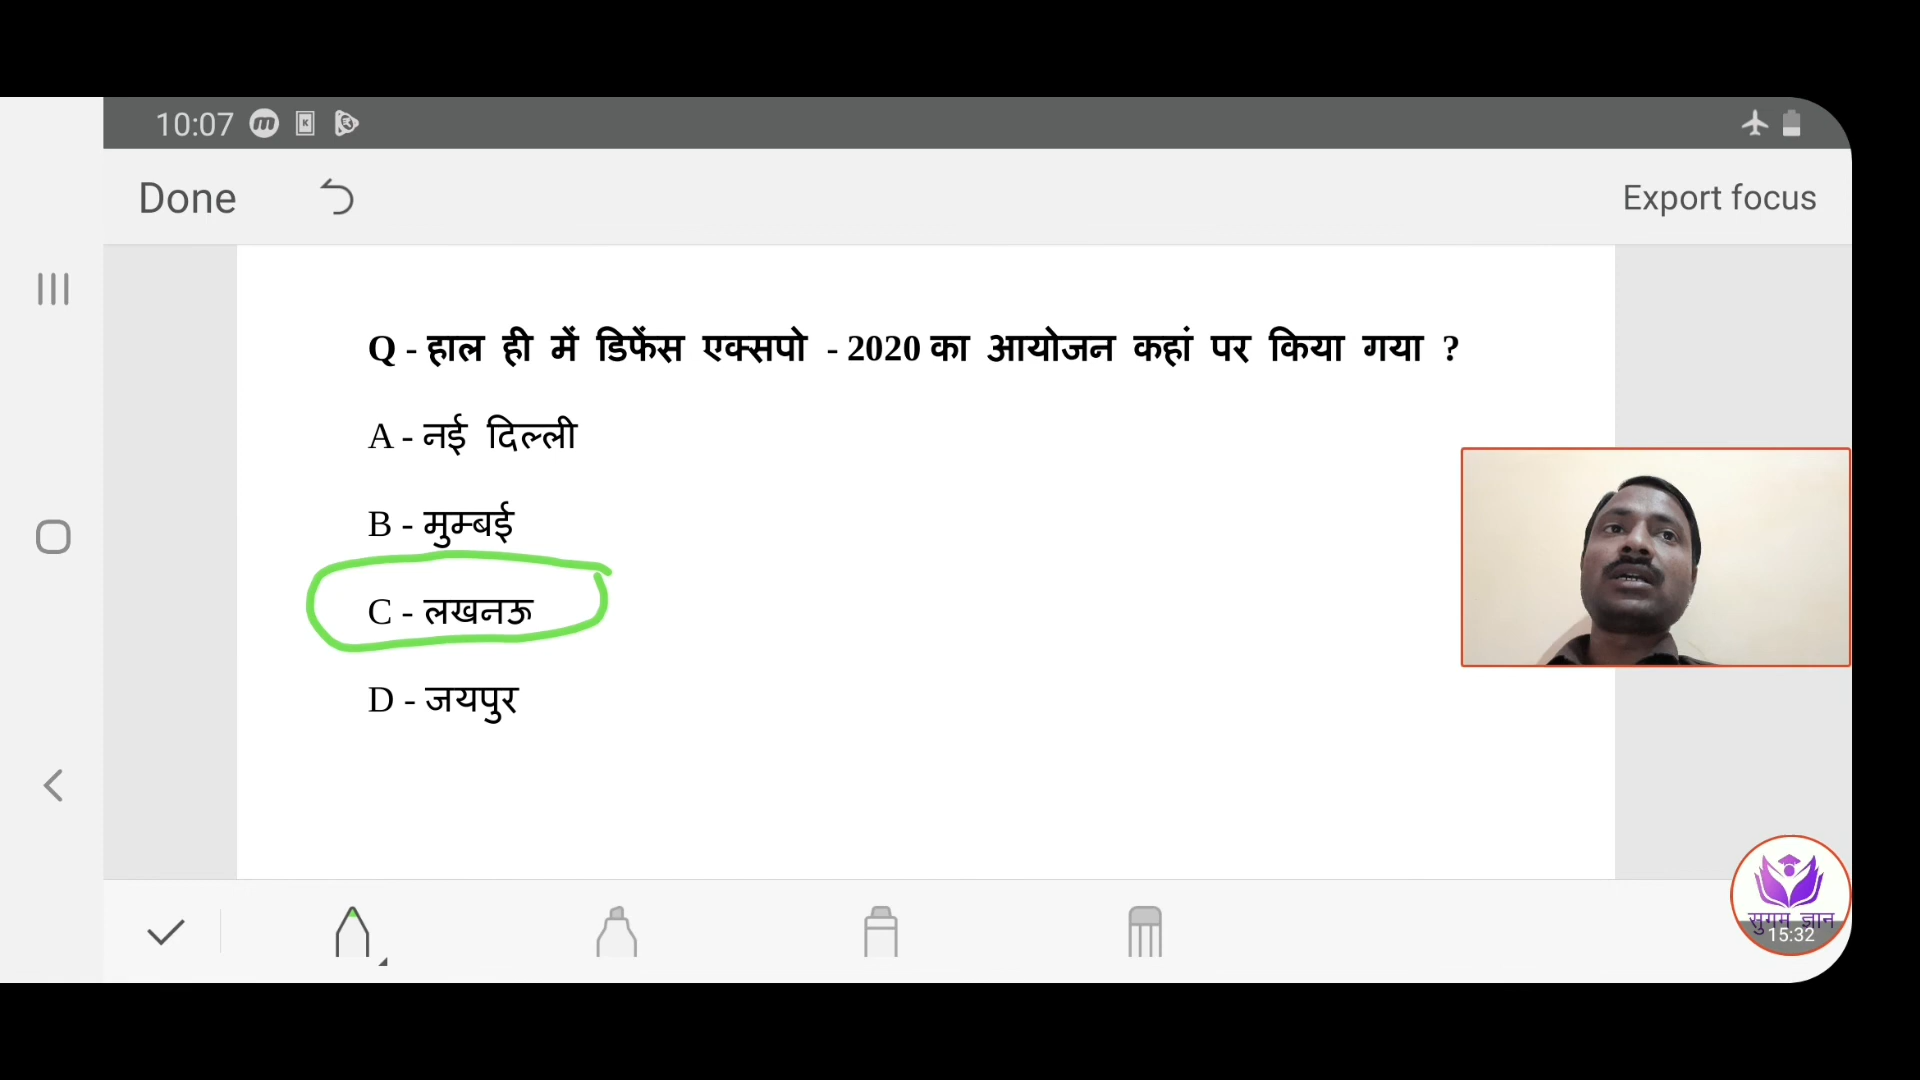 10:07
Done
Export focus
Q - हाल ही में डिफेंस एक्सपो - 2020 का आयोजन कहां पर किया गया ?
A - नई दिल्ली
B - मुम्बई
C - लखनऊ
D - जयपुर
सुगम ज्ञान
15:32